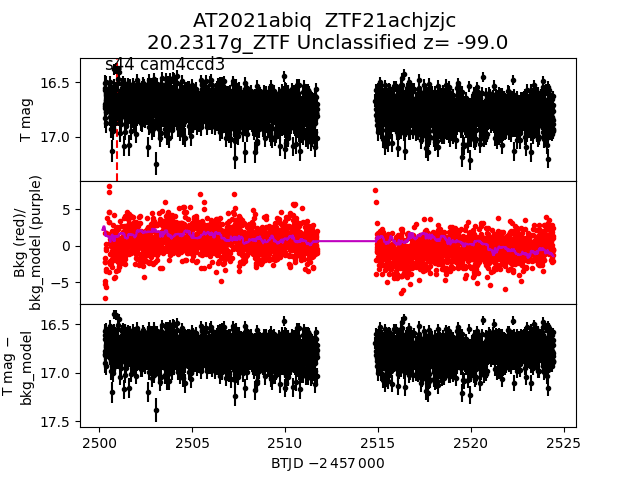 AT2021abiq  ZTF21achjzjc
20.2317g_ZTF Unclassified z= -99.0
s44 cam4ccd3
T mag
16.5
17.0
Bkg (red)/
bkg_model (purple)
5
0
−5
T mag −
bkg_model
16.5
17.0
17.5
2500
2505
2510
2515
2520
2525
BTJD −2 457 000